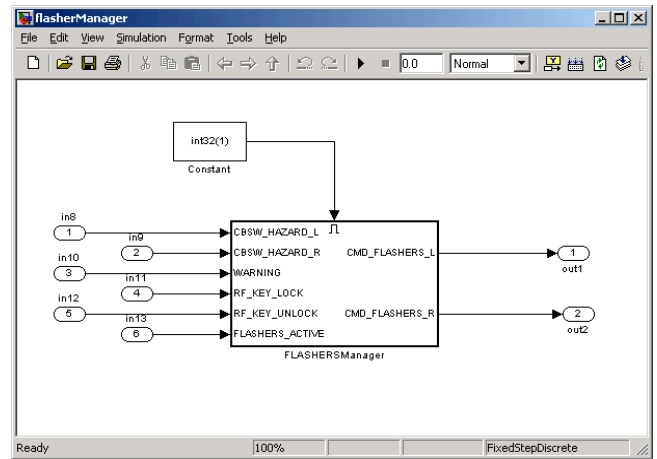 flasherManager
File Edit View Simulation Format Tools Help
0.0 Normal
int32(1)
Constant
in8
1
CBSW_HAZARD_L
in9
2
CBSW_HAZARD_R
CMD_FLASHERS_L
1
out1
in10
3
WARNING
in11
4
RF_KEY_LOCK
in12
5
RF_KEY_UNLOCK
CMD_FLASHERS_R
2
out2
in13
6
FLASHERS_ACTIVE
FLASHERSManager
Ready 100% FixedStepDiscrete